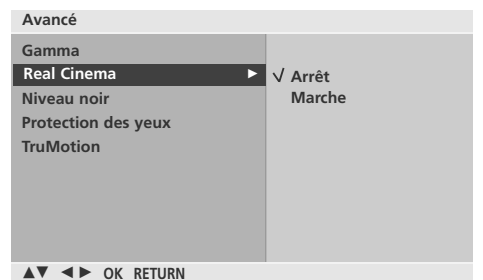 Avancé
Gamma
Real Cinema ►
√ Arrêt
Marche
Niveau noir
Protection des yeux
TruMotion
▲▼ ◄► OK RETURN